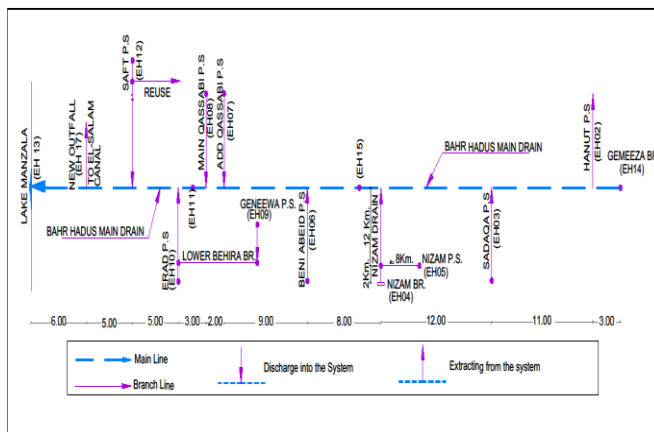 SAFT P.S
(EH12)
REUSE
MAIN QASSABI P.S
(EH08)
ADD QASSABI P.S
(EH07)
LAKE MANZALA
(EH 13)
NEW OUTFALL
(EH 17)
TO EL-SALAM
CANAL
HANUT P.S
(EH02)
GEMEEZA BR
(EH14)
(EH15)
BAHR HADUS MAIN DRAIN
(EH11)
BAHR HADUS MAIN DRAIN
GENEEWA P.S.
(EH09)
ERAD P.S
(EH10)
LOWER BEHIRA BR.
BENI ABEID P.S
(EH06)
2Km. 12 Km.
NIZAM DRAIN
8Km.
NIZAM P.S.
(EH05)
NIZAM BR.
(EH04)
SADAQA P.S
(EH03)
6.00 5.00 5.00 3.00 2.00 9.00 8.00 12.00 11.00 3.00
Main Line
Branch Line
Discharge into the System
Extracting from the system